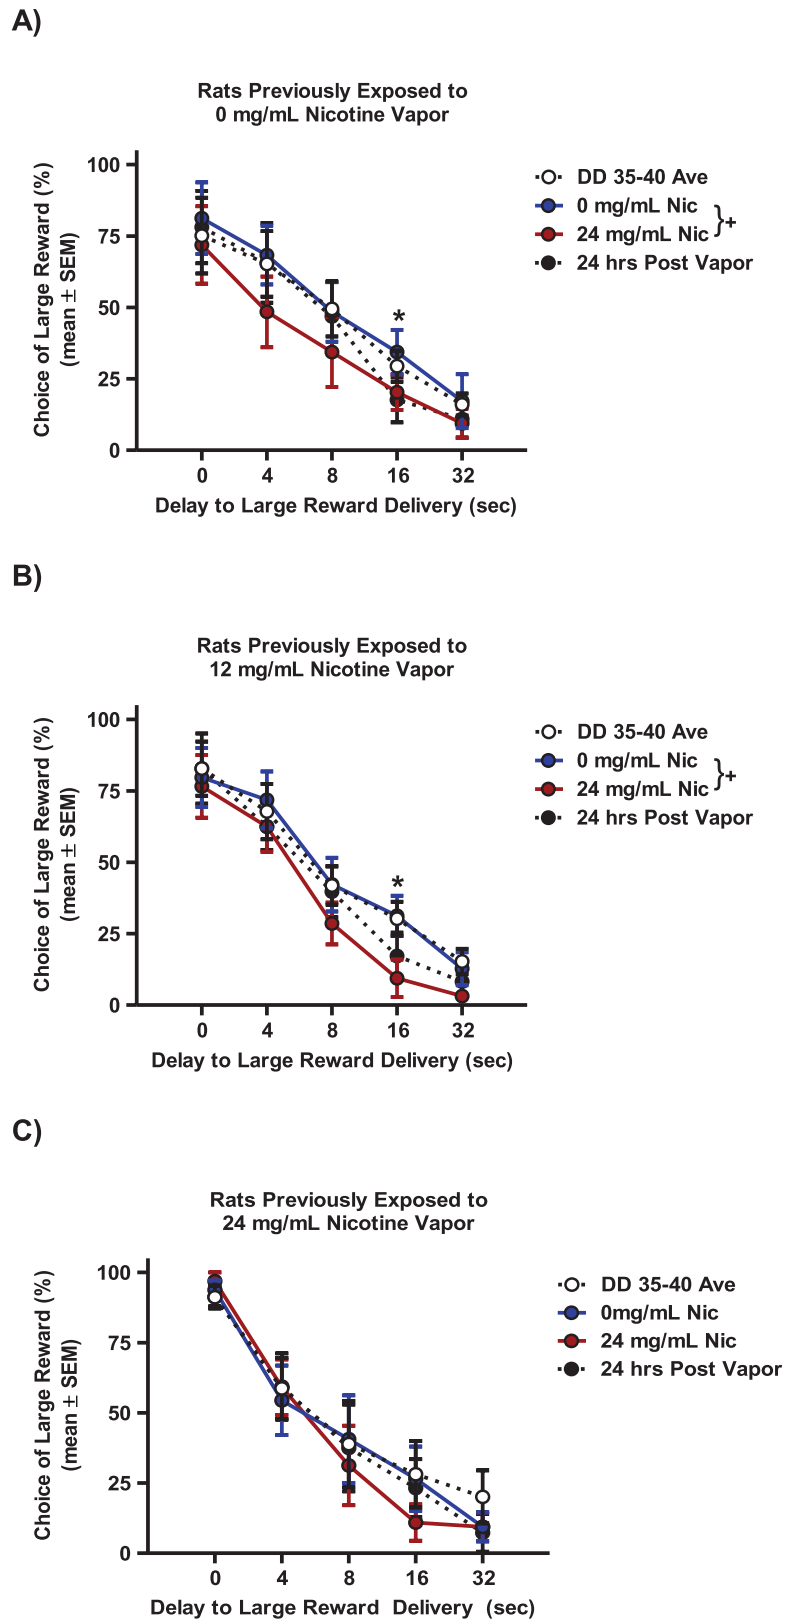 A)
Rats Previously Exposed to
0 mg/mL Nicotine Vapor
Choice of Large Reward (%)
(mean ± SEM)
100
75
50
25
0
*
0 4 8 16 32
Delay to Large Reward Delivery (sec)
DD 35-40 Ave
0 mg/mL Nic
24 mg/mL Nic
}+
24 hrs Post Vapor
B)
Rats Previously Exposed to
12 mg/mL Nicotine Vapor
Choice of Large Reward (%)
(mean ± SEM)
100
75
50
25
0
*
0 4 8 16 32
Delay to Large Reward Delivery (sec)
DD 35-40 Ave
0 mg/mL Nic
24 mg/mL Nic
}+
24 hrs Post Vapor
C)
Rats Previously Exposed to
24 mg/mL Nicotine Vapor
Choice of Large Reward (%)
(mean ± SEM)
100
75
50
25
0
0 4 8 16 32
Delay to Large Reward Delivery (sec)
DD 35-40 Ave
0mg/mL Nic
24 mg/mL Nic
24 hrs Post Vapor